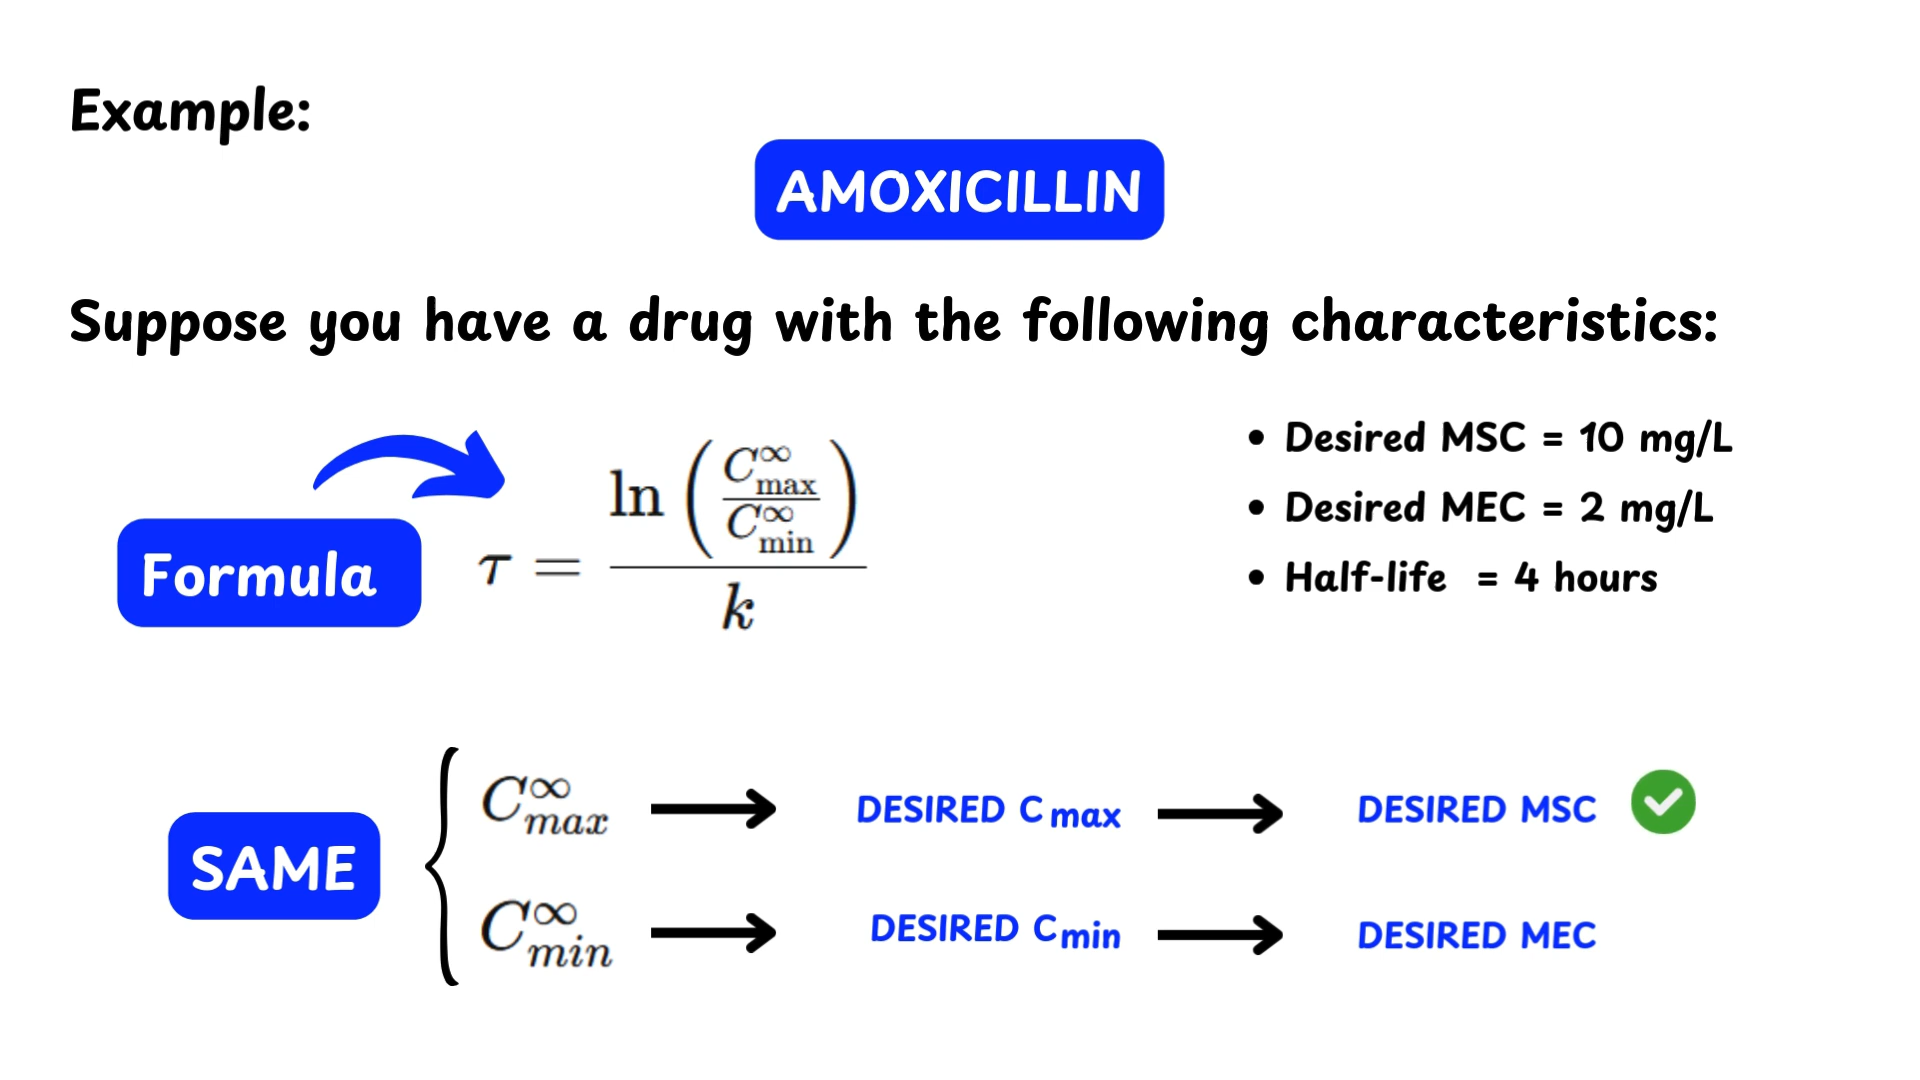 Example:
AMOXICILLIN
Suppose you have a drug with the following characteristics:
Formula
τ = ln(C∞max / C∞min) / k
• Desired MSC = 10 mg/L
• Desired MEC = 2 mg/L
• Half-life = 4 hours
SAME
C∞max → DESIRED Cmax → DESIRED MSC
C∞min → DESIRED Cmin → DESIRED MEC